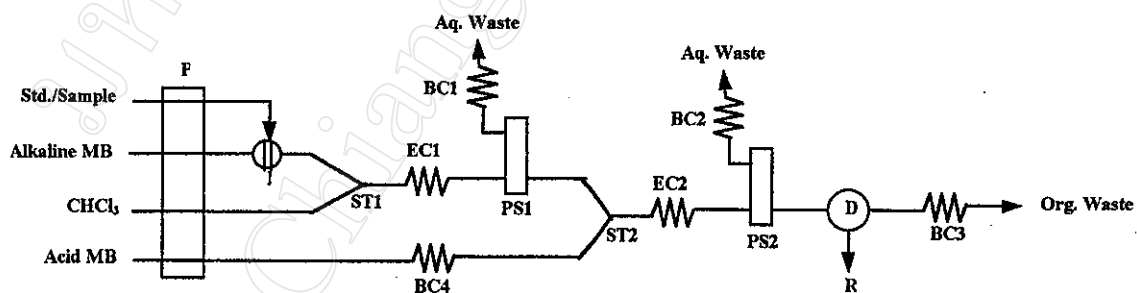 Aq. Waste
P
Aq. Waste
Std./Sample
BC1
BC2
Alkaline MB
EC1
EC2
ST1
CHCl₃
PS1
D
Org. Waste
ST2
PS2
BC3
Acid MB
BC4
R
Chiang